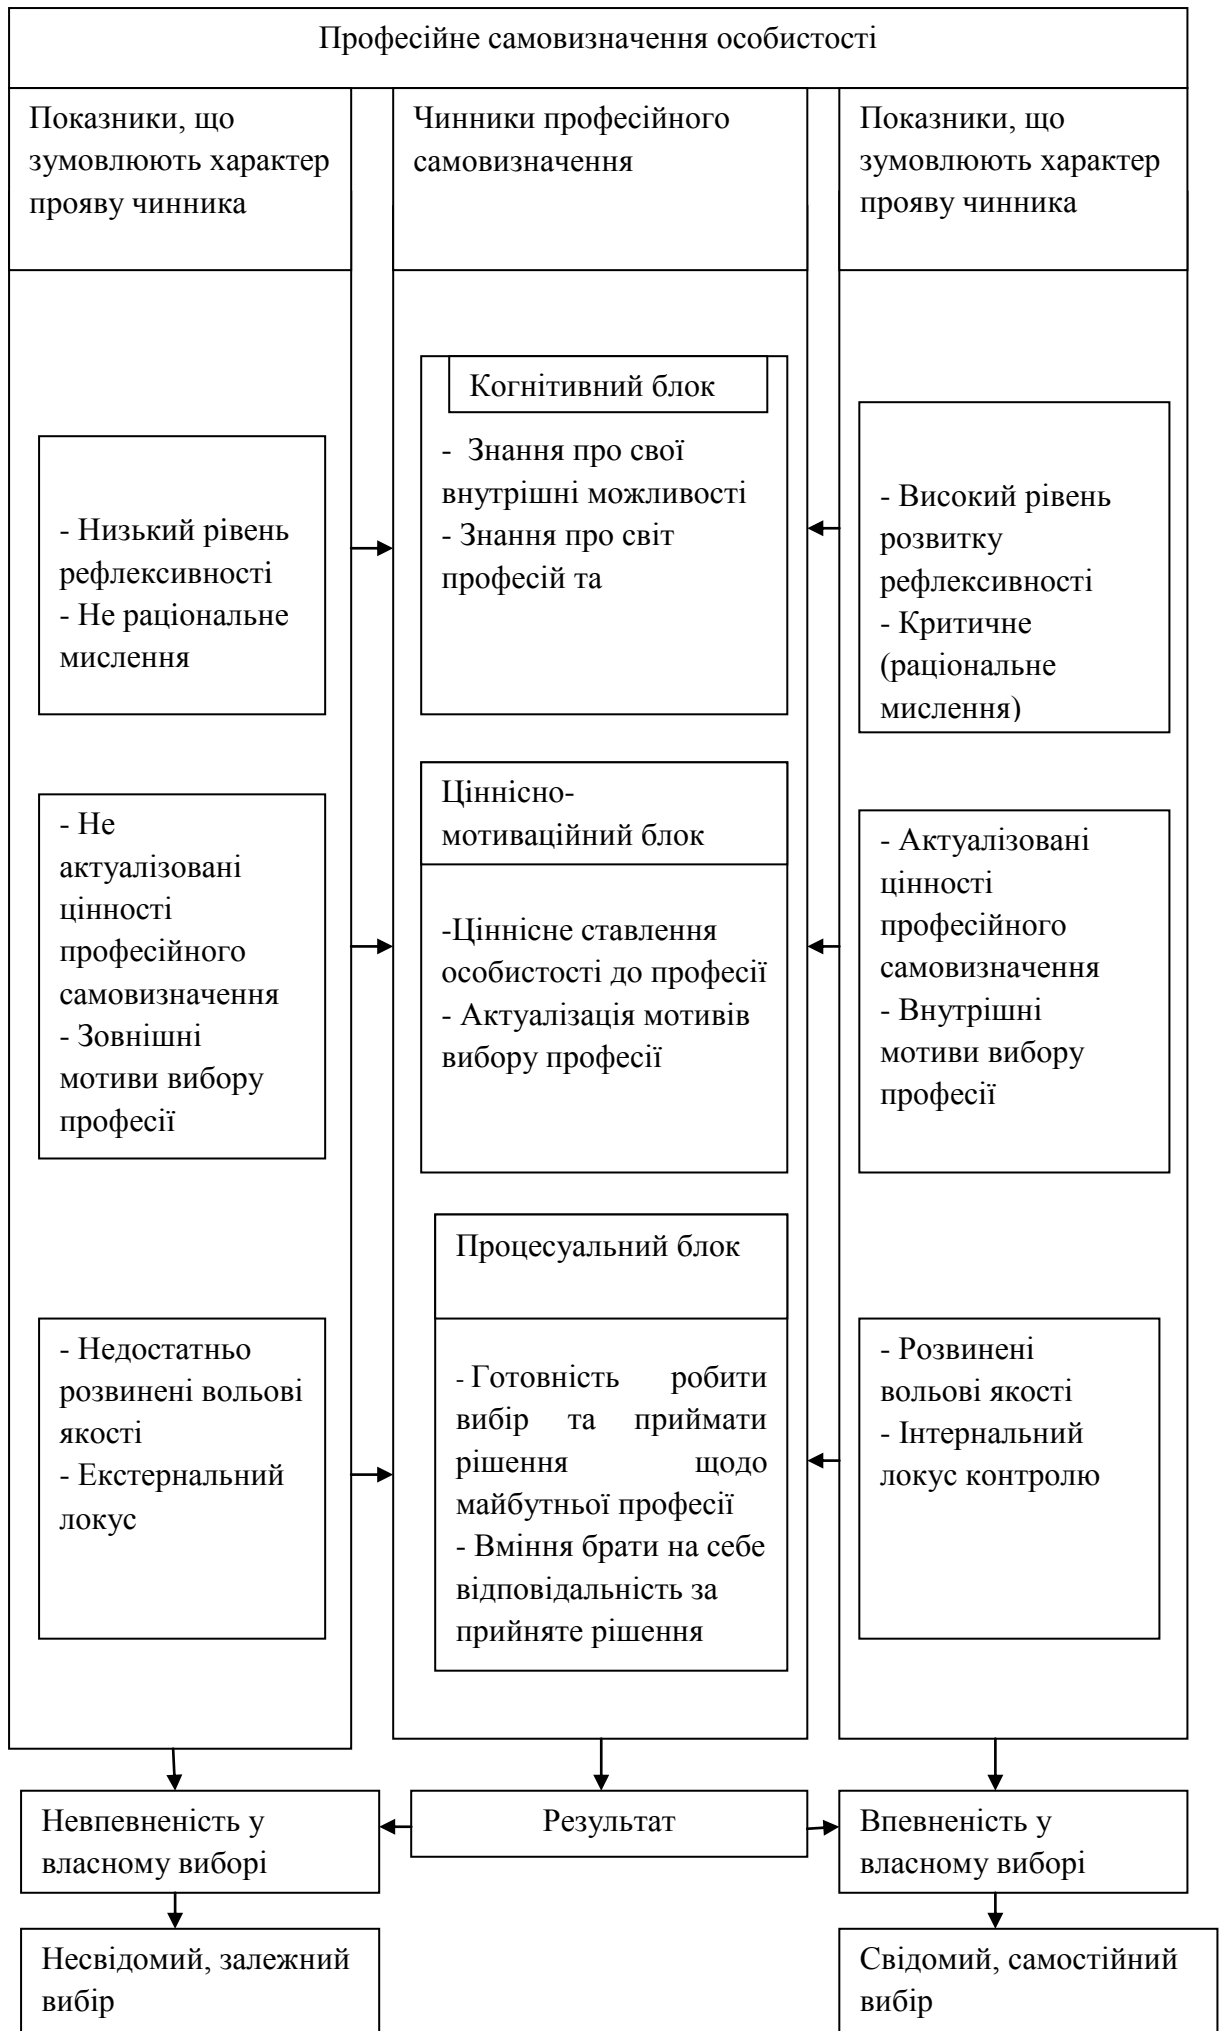 Професійне самовизначення особистості
Показники, що
зумовлюють характер
прояву чинника
Чинники професійного
самовизначення
Показники, що
зумовлюють характер
прояву чинника
- Низький рівень
рефлексивності
- Не раціональне
мислення
Когнітивний блок
- Знання про свої
внутрішні можливості
- Знання про світ
професій та
- Високий рівень
розвитку
рефлексивності
- Критичне
(раціональне
мислення)
- Не
актуалізовані
цінності
професійного
самовизначення
- Зовнішні
мотиви вибору
професії
Ціннісно-
мотиваційний блок
-Ціннісне ставлення
особистості до професії
- Актуалізація мотивів
вибору професії
- Актуалізовані
цінності
професійного
самовизначення
- Внутрішні
мотиви вибору
професії
- Недостатньо
розвинені вольові
якості
- Екстернальний
локус
Процесуальний блок
- Готовність робити
вибір та приймати
рішення щодо
майбутньої професії
- Вміння брати на себе
відповідальність за
прийняте рішення
- Розвинені
вольові якості
- Інтернальний
локус контролю
Невпевненість у
власному виборі
Результат
Впевненість у
власному виборі
Несвідомий, залежний
вибір
Свідомий, самостійний
вибір